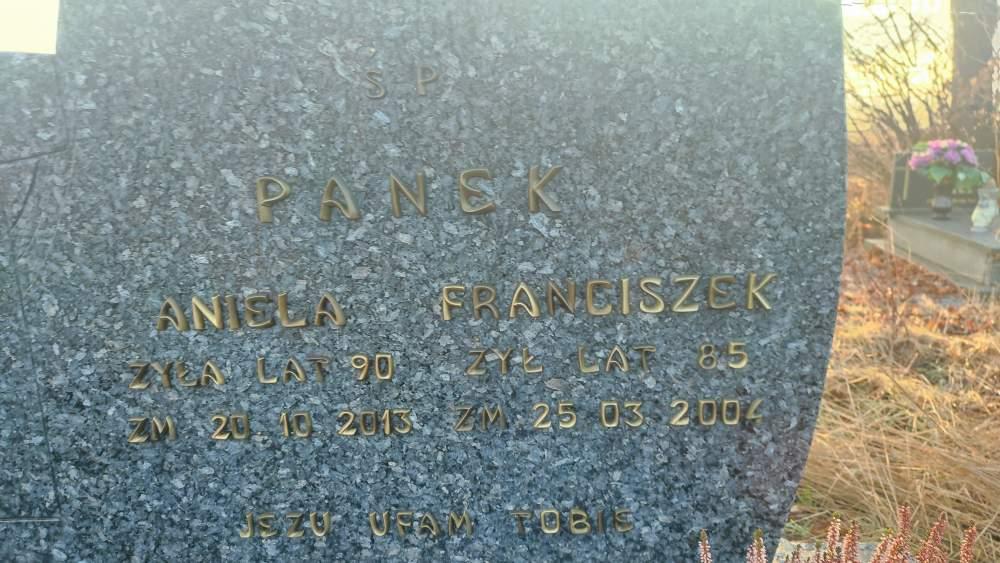 Ś P
PANEK
ANIELA FRANCISZEK
ŻYŁA LAT 90 ŻYŁ LAT 85
ZM 20 10 2013 ZM 25 03 2004
JEZU UFAM TOBIE